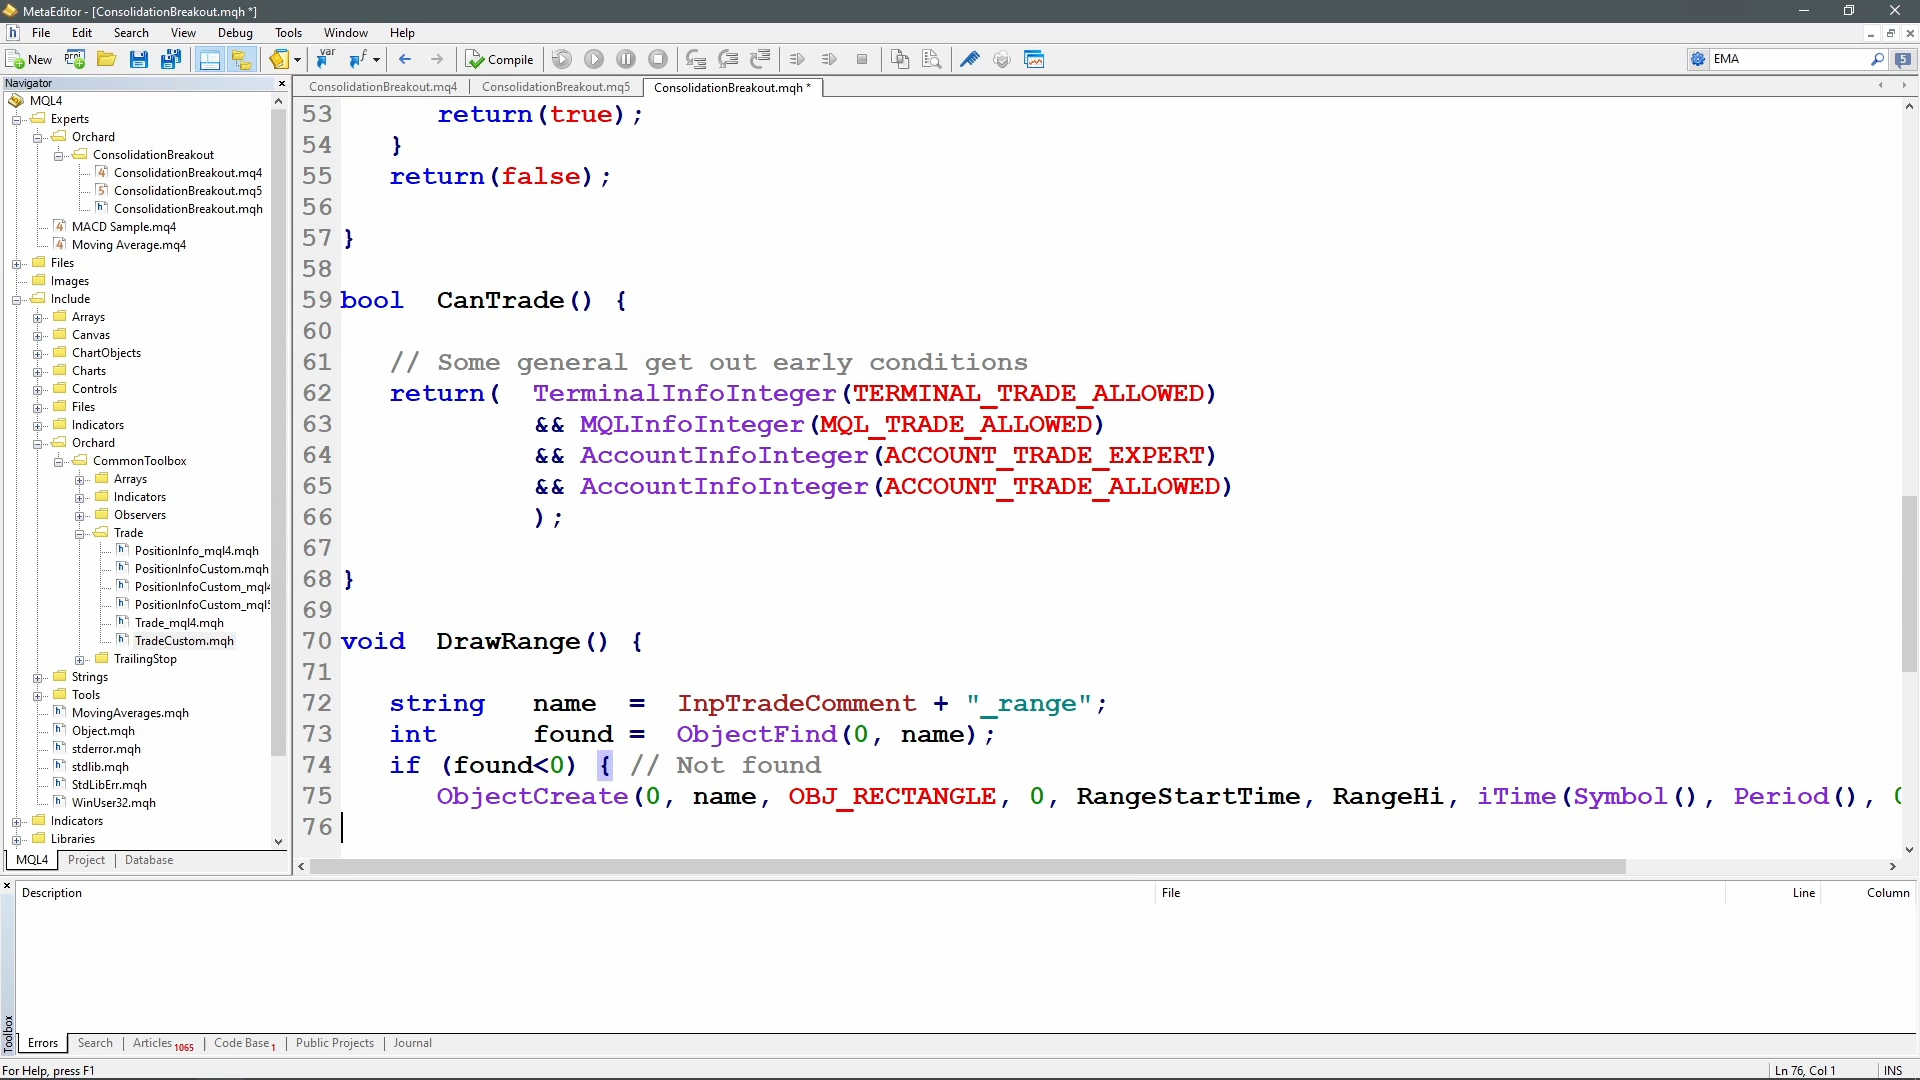 MetaEditor - [ConsolidationBreakout.mqh *]
File Edit Search View Debug Tools Window Help
New Compile EMA 5
Navigator
MQL4
Experts
Orchard
ConsolidationBreakout
ConsolidationBreakout.mq4
ConsolidationBreakout.mq5
ConsolidationBreakout.mqh
MACD Sample.mq4
Moving Average.mq4
Files
Images
Include
Arrays
Canvas
ChartObjects
Charts
Controls
Files
Indicators
Orchard
CommonToolbox
Arrays
Indicators
Observers
Trade
PositionInfo_mql4.mqh
PositionInfoCustom.mqh
PositionInfoCustom_mql4
PositionInfoCustom_mql5
Trade_mql4.mqh
TradeCustom.mqh
TrailingStop
Strings
Tools
MovingAverages.mqh
Object.mqh
stderror.mqh
stdlib.mqh
StdLibErr.mqh
WinUser32.mqh
Indicators
Libraries
MQL4 Project Database
ConsolidationBreakout.mq4 ConsolidationBreakout.mq5 ConsolidationBreakout.mqh *
53 return(true);
54 }
55 return(false);
56
57 }
58
59 bool CanTrade() {
60
61 // Some general get out early conditions
62 return( TerminalInfoInteger(TERMINAL_TRADE_ALLOWED)
63 && MQLInfoInteger(MQL_TRADE_ALLOWED)
64 && AccountInfoInteger(ACCOUNT_TRADE_EXPERT)
65 && AccountInfoInteger(ACCOUNT_TRADE_ALLOWED)
66 );
67
68 }
69
70 void DrawRange() {
71
72 string name = InpTradeComment + "_range";
73 int found = ObjectFind(0, name);
74 if (found<0) { // Not found
75 ObjectCreate(0, name, OBJ_RECTANGLE, 0, RangeStartTime, RangeHi, iTime(Symbol(), Period(), 0
76
Description File Line Column
Toolbox
Errors Search Articles 1065 Code Base 1 Public Projects Journal
For Help, press F1 Ln 76, Col 1 INS